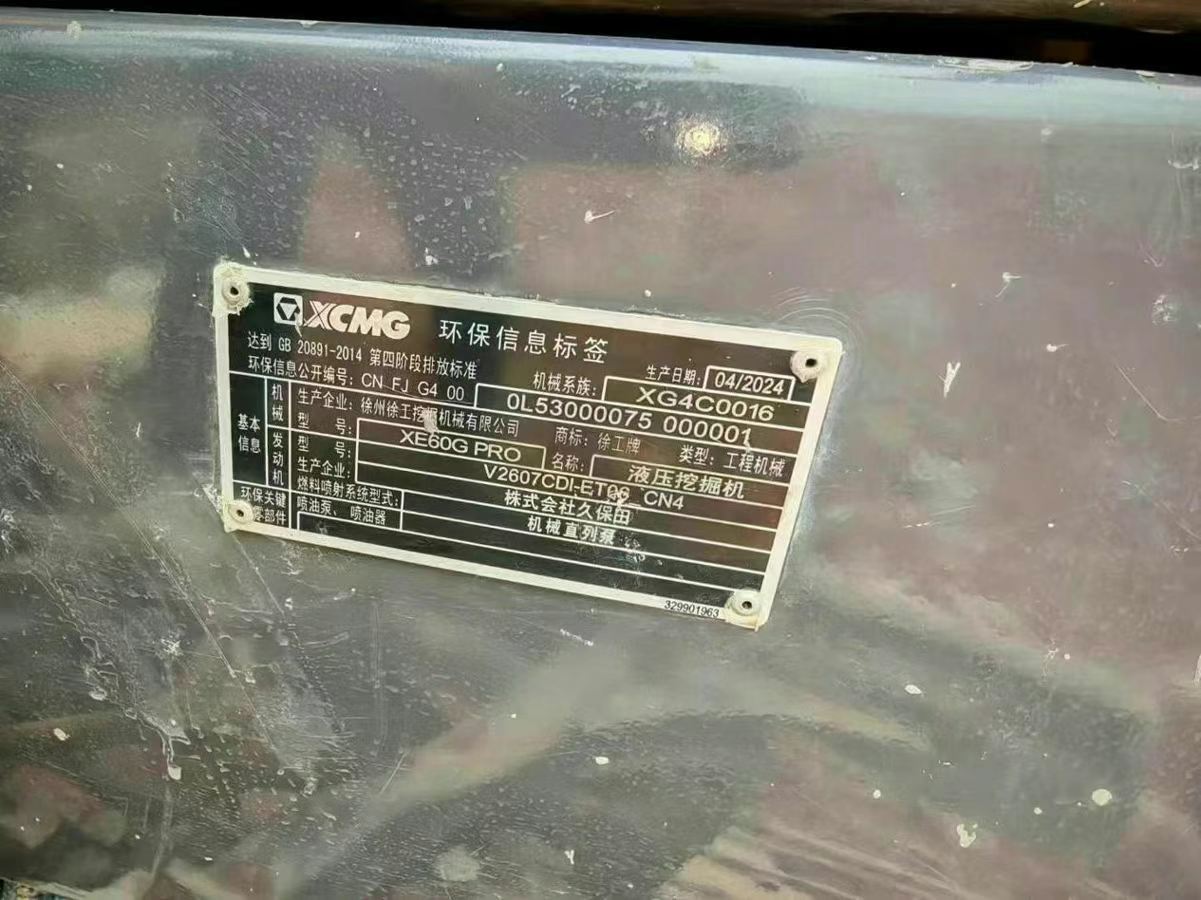 XCMG 环保信息标签
达到 GB 20891-2014 第四阶段排放标准 生产日期: 04/2024
环保信息公开编号: CN FJ G4 00 0L53000075 000001
机械系族: XG4C0016
基本信息
机械
生产企业: 徐州徐工挖掘机械有限公司 商标: 徐工牌 类型: 工程机械
型号: XE60G PRO 名称: 液压挖掘机
发动机
型号: V2607CDI-ET06_CN4
生产企业: 株式会社久保田
环保关键零部件
燃料喷射系统型式: 机械直列泵
喷油泵、喷油器
329901963